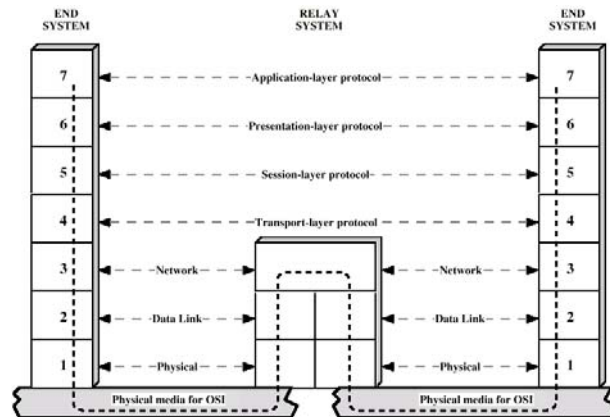 END SYSTEM
RELAY SYSTEM
END SYSTEM
7 Application-layer protocol 7
6 Presentation-layer protocol 6
5 Session-layer protocol 5
4 Transport-layer protocol 4
3 Network Network 3
2 Data Link Data Link 2
1 Physical Physical 1
Physical media for OSI Physical media for OSI